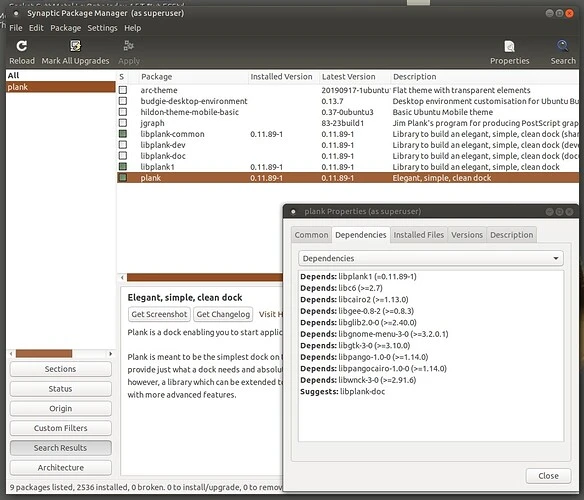 Synaptic Package Manager (as superuser)
File Edit Package Settings Help
Reload Mark All Upgrades Apply Properties Search
All
plank
S Package Installed Version Latest Version Description
arc-theme 20190917-1ubuntu Flat theme with transparent elements
budgie-desktop-environment 0.13.7 Desktop environment customisation for Ubuntu Bu
hildon-theme-mobile-basic 0.37-0ubuntu3 Basic Ubuntu Mobile theme
jgraph 83-23build1 Jim Plank's program for producing PostScript grap
libplank-common 0.11.89-1 0.11.89-1 Library to build an elegant, simple, clean dock (shar
libplank-dev 0.11.89-1 Library to build an elegant, simple, clean dock (deve
libplank-doc 0.11.89-1 Library to build an elegant, simple, clean dock (docu
libplank1 0.11.89-1 0.11.89-1 Library to build an elegant, simple, clean dock
plank 0.11.89-1 0.11.89-1 Elegant, simple, clean dock
plank Properties (as superuser)
Common Dependencies Installed Files Versions Description
Dependencies
Depends: libplank1 (=0.11.89-1)
Depends: libc6 (>=2.7)
Depends: libcairo2 (>=1.13.0)
Depends: libgee-0.8-2 (>=0.8.3)
Depends: libglib2.0-0 (>=2.40.0)
Depends: libgnome-menu-3-0 (>=3.2.0.1)
Depends: libgtk-3-0 (>=3.10.0)
Depends: libpango-1.0-0 (>=1.14.0)
Depends: libpangocairo-1.0-0 (>=1.14.0)
Depends: libwnck-3-0 (>=2.91.6)
Suggests: libplank-doc
Close
Elegant, simple, clean dock
Get Screenshot Get Changelog Visit H
Plank is a dock enabling you to start applic
Plank is meant to be the simplest dock on t
provide just what a dock needs and absolut
however, a library which can be extended t
with more advanced features.
Sections
Status
Origin
Custom Filters
Search Results
Architecture
9 packages listed, 2536 installed, 0 broken. 0 to install/upgrade, 0 to remov